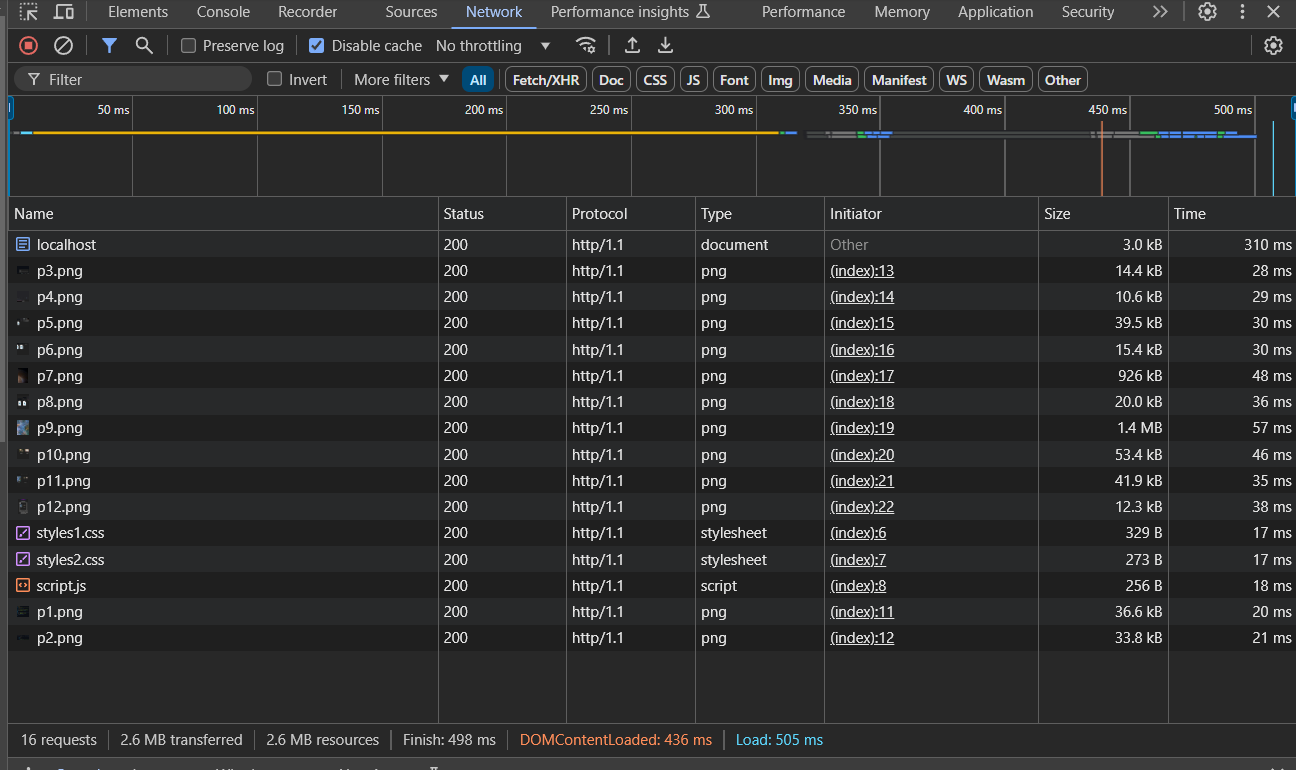 Elements Console Recorder Sources Network Performance insights Performance Memory Application Security
Preserve log Disable cache No throttling
Filter Invert More filters All Fetch/XHR Doc CSS JS Font Img Media Manifest WS Wasm Other
50 ms 100 ms 150 ms 200 ms 250 ms 300 ms 350 ms 400 ms 450 ms 500 ms
Name Status Protocol Type Initiator Size Time
localhost 200 http/1.1 document Other 3.0 kB 310 ms
p3.png 200 http/1.1 png (index):13 14.4 kB 28 ms
p4.png 200 http/1.1 png (index):14 10.6 kB 29 ms
p5.png 200 http/1.1 png (index):15 39.5 kB 30 ms
p6.png 200 http/1.1 png (index):16 15.4 kB 30 ms
p7.png 200 http/1.1 png (index):17 926 kB 48 ms
p8.png 200 http/1.1 png (index):18 20.0 kB 36 ms
p9.png 200 http/1.1 png (index):19 1.4 MB 57 ms
p10.png 200 http/1.1 png (index):20 53.4 kB 46 ms
p11.png 200 http/1.1 png (index):21 41.9 kB 35 ms
p12.png 200 http/1.1 png (index):22 12.3 kB 38 ms
styles1.css 200 http/1.1 stylesheet (index):6 329 B 17 ms
styles2.css 200 http/1.1 stylesheet (index):7 273 B 17 ms
script.js 200 http/1.1 script (index):8 256 B 18 ms
p1.png 200 http/1.1 png (index):11 36.6 kB 20 ms
p2.png 200 http/1.1 png (index):12 33.8 kB 21 ms
16 requests 2.6 MB transferred 2.6 MB resources Finish: 498 ms DOMContentLoaded: 436 ms Load: 505 ms